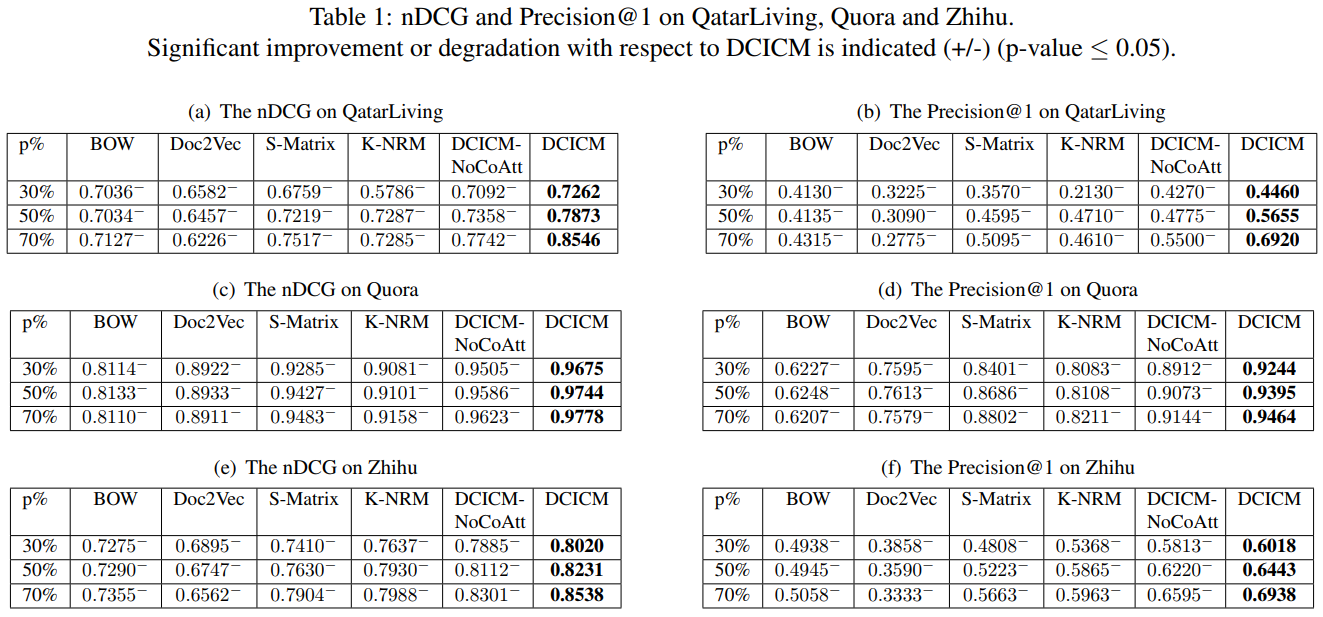 Table 1: nDCG and Precision@1 on QatarLiving, Quora and Zhihu.
Significant improvement or degradation with respect to DCICM is indicated (+/-) (p-value ≤ 0.05).
(a) The nDCG on QatarLiving
p% BOW Doc2Vec S-Matrix K-NRM DCICM-
NoCoAtt DCICM
30% 0.7036⁻ 0.6582⁻ 0.6759⁻ 0.5786⁻ 0.7092⁻ 0.7262
50% 0.7034⁻ 0.6457⁻ 0.7219⁻ 0.7287⁻ 0.7358⁻ 0.7873
70% 0.7127⁻ 0.6226⁻ 0.7517⁻ 0.7285⁻ 0.7742⁻ 0.8546
(b) The Precision@1 on QatarLiving
p% BOW Doc2Vec S-Matrix K-NRM DCICM-
NoCoAtt DCICM
30% 0.4130⁻ 0.3225⁻ 0.3570⁻ 0.2130⁻ 0.4270⁻ 0.4460
50% 0.4135⁻ 0.3090⁻ 0.4595⁻ 0.4710⁻ 0.4775⁻ 0.5655
70% 0.4315⁻ 0.2775⁻ 0.5095⁻ 0.4610⁻ 0.5500⁻ 0.6920
(c) The nDCG on Quora
p% BOW Doc2Vec S-Matrix K-NRM DCICM-
NoCoAtt DCICM
30% 0.8114⁻ 0.8922⁻ 0.9285⁻ 0.9081⁻ 0.9505⁻ 0.9675
50% 0.8133⁻ 0.8933⁻ 0.9427⁻ 0.9101⁻ 0.9586⁻ 0.9744
70% 0.8110⁻ 0.8911⁻ 0.9483⁻ 0.9158⁻ 0.9623⁻ 0.9778
(d) The Precision@1 on Quora
p% BOW Doc2Vec S-Matrix K-NRM DCICM-
NoCoAtt DCICM
30% 0.6227⁻ 0.7595⁻ 0.8401⁻ 0.8083⁻ 0.8912⁻ 0.9244
50% 0.6248⁻ 0.7613⁻ 0.8686⁻ 0.8108⁻ 0.9073⁻ 0.9395
70% 0.6207⁻ 0.7579⁻ 0.8802⁻ 0.8211⁻ 0.9144⁻ 0.9464
(e) The nDCG on Zhihu
p% BOW Doc2Vec S-Matrix K-NRM DCICM-
NoCoAtt DCICM
30% 0.7275⁻ 0.6895⁻ 0.7410⁻ 0.7637⁻ 0.7885⁻ 0.8020
50% 0.7290⁻ 0.6747⁻ 0.7630⁻ 0.7930⁻ 0.8112⁻ 0.8231
70% 0.7355⁻ 0.6562⁻ 0.7904⁻ 0.7988⁻ 0.8301⁻ 0.8538
(f) The Precision@1 on Zhihu
p% BOW Doc2Vec S-Matrix K-NRM DCICM-
NoCoAtt DCICM
30% 0.4938⁻ 0.3858⁻ 0.4808⁻ 0.5368⁻ 0.5813⁻ 0.6018
50% 0.4945⁻ 0.3590⁻ 0.5223⁻ 0.5865⁻ 0.6220⁻ 0.6443
70% 0.5058⁻ 0.3333⁻ 0.5663⁻ 0.5963⁻ 0.6595⁻ 0.6938